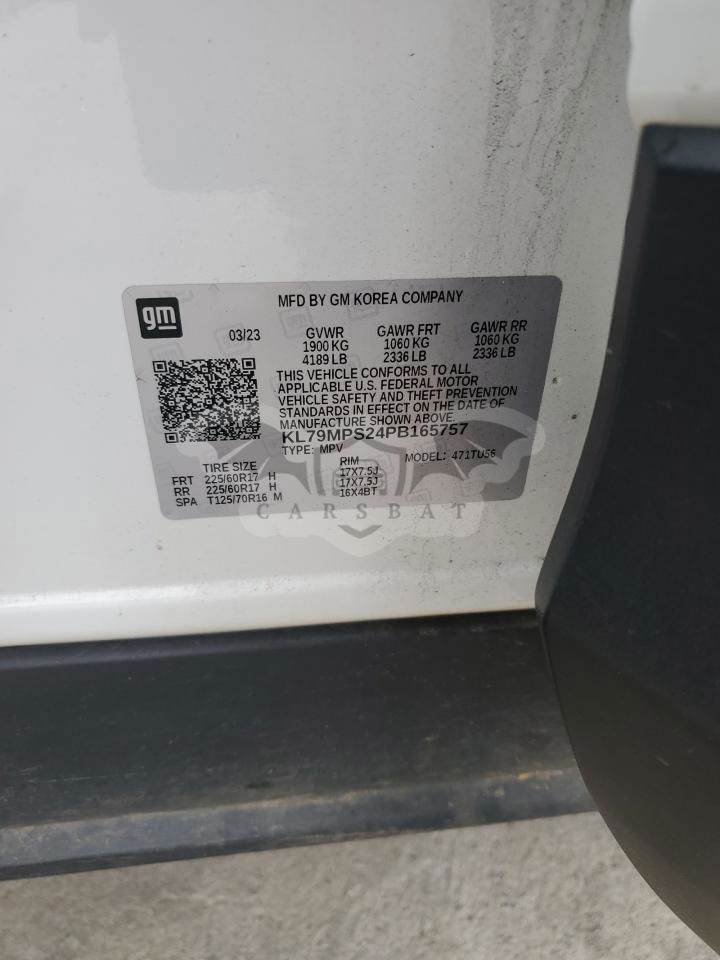 gm
MFD BY GM KOREA COMPANY
03/23
GVWR GAWR FRT GAWR RR
1900 KG 1060 KG 1060 KG
4189 LB 2336 LB 2336 LB
THIS VEHICLE CONFORMS TO ALL
APPLICABLE U.S. FEDERAL MOTOR
VEHICLE SAFETY AND THEFT PREVENTION
STANDARDS IN EFFECT ON THE DATE OF
MANUFACTURE SHOWN ABOVE.
KL79MPS24PB165757
TYPE: MPV MODEL: 471TU56
TIRE SIZE RIM
FRT 225/60R17 H 17X7.5J
RR 225/60R17 H 17X7.5J
SPA T125/70R16 M 16X4BT
CARSBAT